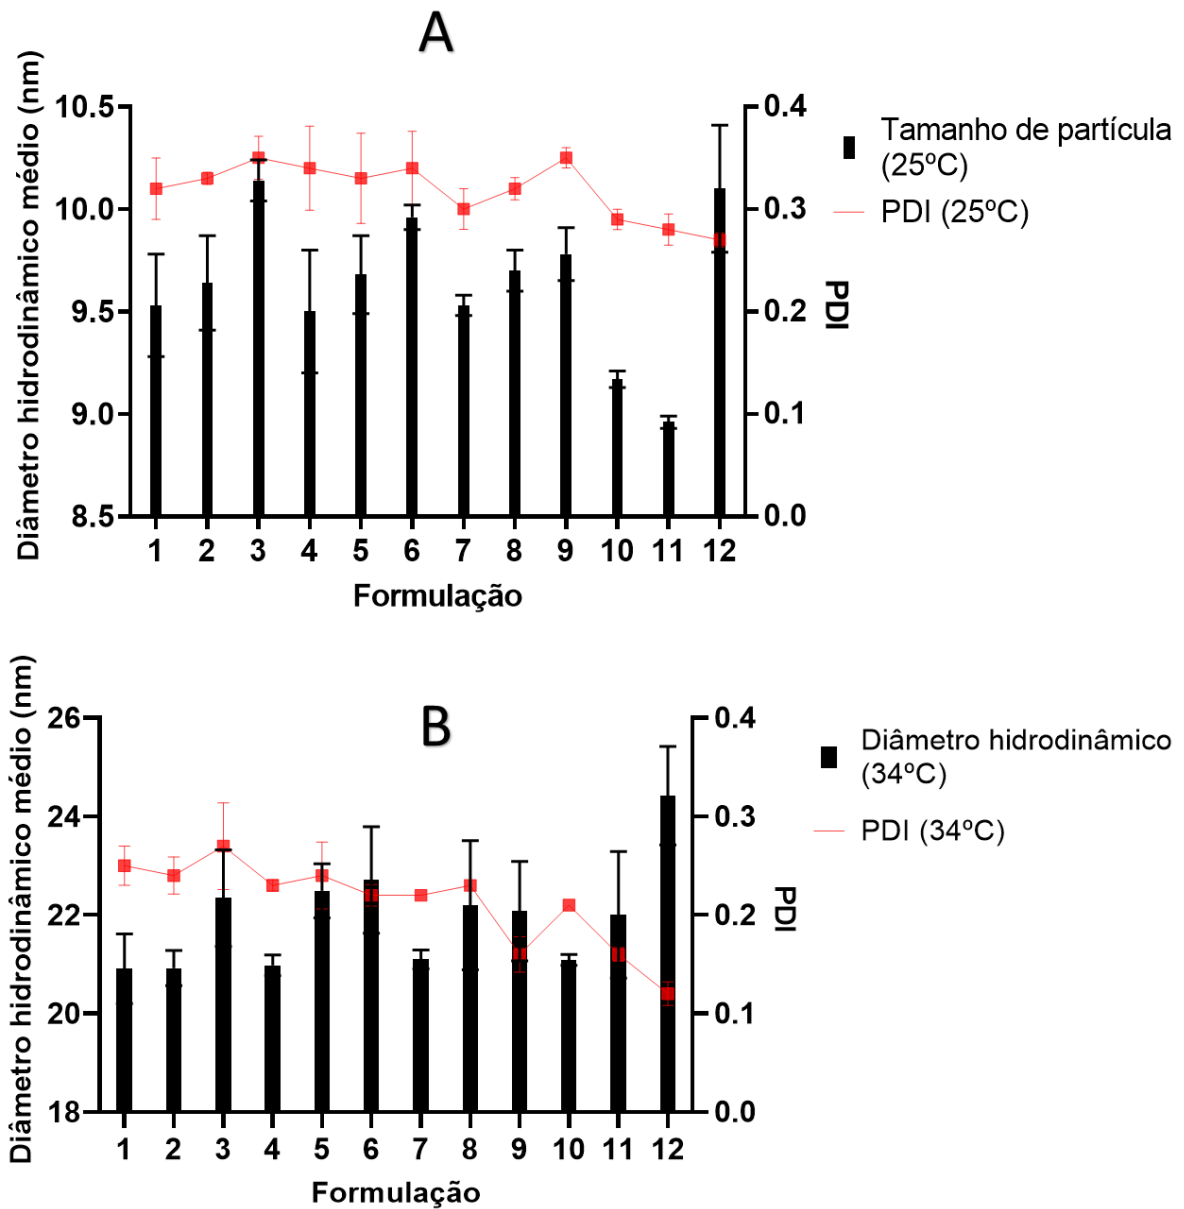 A
Diâmetro hidrodinâmico médio (nm)
10.5
10.0
9.5
9.0
8.5
0.4
0.3
0.2
0.1
0.0
PDI
Tamanho de partícula
(25ºC)
PDI (25ºC)
1 2 3 4 5 6 7 8 9 10 11 12
Formulação
B
Diâmetro hidrodinâmico médio (nm)
26
24
22
20
18
0.4
0.3
0.2
0.1
0.0
PDI
Diâmetro hidrodinâmico
(34ºC)
PDI (34ºC)
1 2 3 4 5 6 7 8 9 10 11 12
Formulação